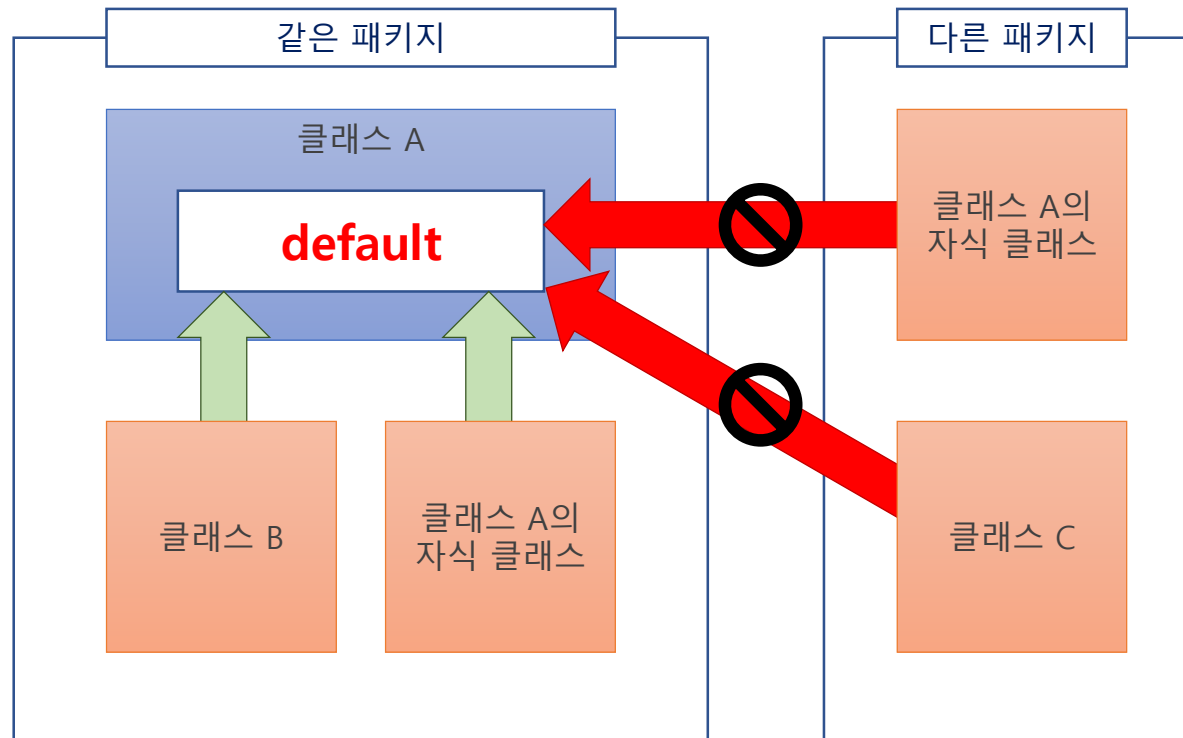 같은 패키지
다른 패키지
클래스 A
default
클래스 A의
자식 클래스
클래스 B
클래스 A의
자식 클래스
클래스 C